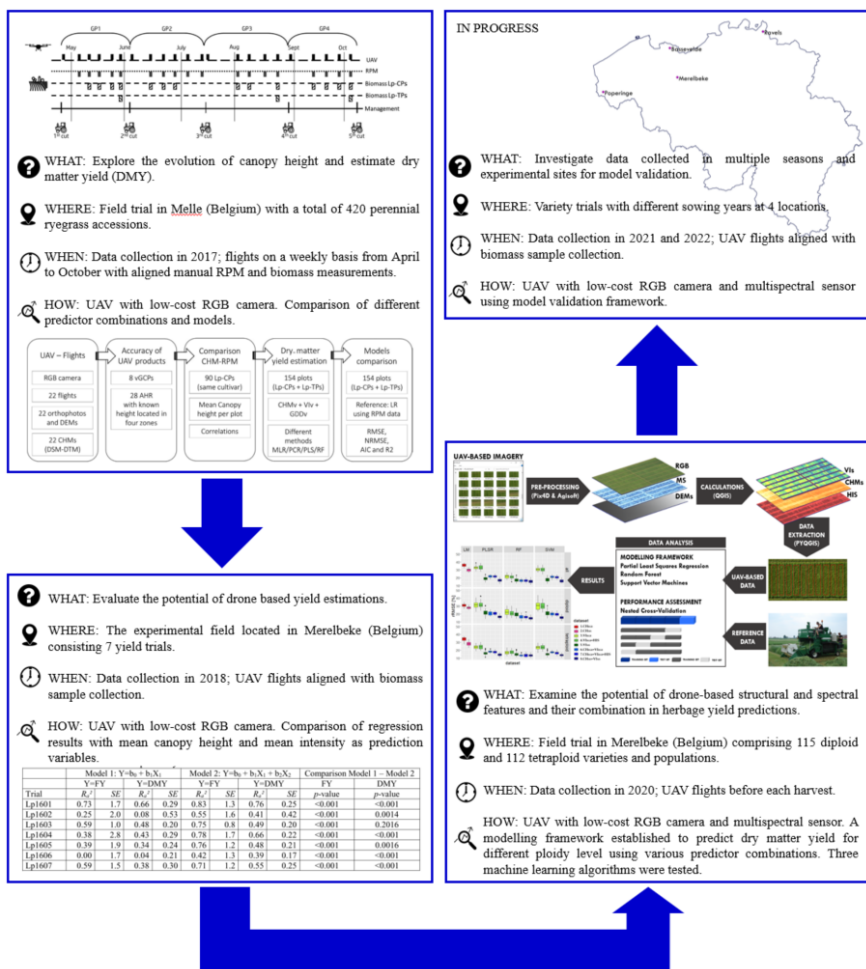 GP1 GP2 GP3 GP4
May June July Aug Sept Oct
UAV
RPM
Biomass Lp-CPs
Biomass Lp-TPs
Management
1st cut 2nd cut 3rd cut 4th cut 5th cut
WHAT: Explore the evolution of canopy height and estimate dry
matter yield (DMY).
WHERE: Field trial in Melle (Belgium) with a total of 420 perennial
ryegrass accessions.
WHEN: Data collection in 2017; flights on a weekly basis from April
to October with aligned manual RPM and biomass measurements.
HOW: UAV with low-cost RGB camera. Comparison of different
predictor combinations and models.
UAV – Flights
RGB camera
22 flights
22 orthophotos
and DEMs
22 CHMs
(DSM-DTM)
Accuracy of
UAV products
8 vGCPs
28 AHR
with known
height located in
four zones
Comparison
CHM-RPM
90 Lp-CPs
(same cultivar)
Mean Canopy
height per plot
Correlations
Dry. matter
yield estimation
154 plots
(Lp-CPs + Lp-TPs)
CHMv + VIv +
GDDv
Different
methods
MLR/PCR/PLS/RF
Models
comparison
154 plots
(Lp-CPs + Lp-TPs)
Reference: LR
using RPM data
RMSE,
NRMSE,
AIC and R2
WHAT: Evaluate the potential of drone based yield estimations.
WHERE: The experimental field located in Merelbeke (Belgium)
consisting 7 yield trials.
WHEN: Data collection in 2018; UAV flights aligned with biomass
sample collection.
HOW: UAV with low-cost RGB camera. Comparison of regression
results with mean canopy height and mean intensity as prediction
variables.
Model 1: Y=b₀ + b₁X₁ Model 2: Y=b₀ + b₁X₁ + b₂X₂ Comparison Model 1 – Model 2
Y=FY Y=DMY Y=FY Y=DMY FY DMY
Trial Rₐ² SE Rₐ² SE Rₐ² SE Rₐ² SE p-value p-value
Lp1601 0.73 1.7 0.66 0.29 0.83 1.3 0.76 0.25 <0.001 <0.001
Lp1602 0.25 2.0 0.08 0.53 0.55 1.6 0.41 0.42 <0.001 0.0014
Lp1603 0.59 1.0 0.48 0.20 0.75 0.8 0.49 0.20 <0.001 0.2016
Lp1604 0.38 2.8 0.43 0.29 0.78 1.7 0.66 0.22 <0.001 <0.001
Lp1605 0.39 1.9 0.34 0.24 0.76 1.2 0.48 0.21 <0.001 0.0016
Lp1606 0.00 1.7 0.04 0.21 0.42 1.3 0.39 0.17 <0.001 <0.001
Lp1607 0.59 1.5 0.38 0.30 0.71 1.2 0.55 0.25 <0.001 <0.001
IN PROGRESS
Ravels
Bassevelde
Merelbeke
Poperinge
WHAT: Investigate data collected in multiple seasons and
experimental sites for model validation.
WHERE: Variety trials with different sowing years at 4 locations.
WHEN: Data collection in 2021 and 2022; UAV flights aligned with
biomass sample collection.
HOW: UAV with low-cost RGB camera and multispectral sensor
using model validation framework.
UAV-BASED IMAGERY
PRE-PROCESSING
(Pix4D & Agisoft)
RGB
MS
DEMs
CALCULATIONS
(QGIS)
VIs
CHMs
HIS
DATA
EXTRACTION
(PYQGIS)
UAV-BASED
DATA
REFERENCE
DATA
DATA ANALYSIS
MODELLING FRAMEWORK
Partial Least Squares Regression
Random Forest
Support Vector Machines
PERFORMANCE ASSESSMENT
Nested Cross-Validation
RESULTS
LM PLSR RF SVM
WHAT: Examine the potential of drone-based structural and spectral
features and their combination in herbage yield predictions.
WHERE: Field trial in Merelbeke (Belgium) comprising 115 diploid
and 112 tetraploid varieties and populations.
WHEN: Data collection in 2020; UAV flights before each harvest.
HOW: UAV with low-cost RGB camera and multispectral sensor. A
modelling framework established to predict dry matter yield for
different ploidy level using various predictor combinations. Three
machine learning algorithms were tested.